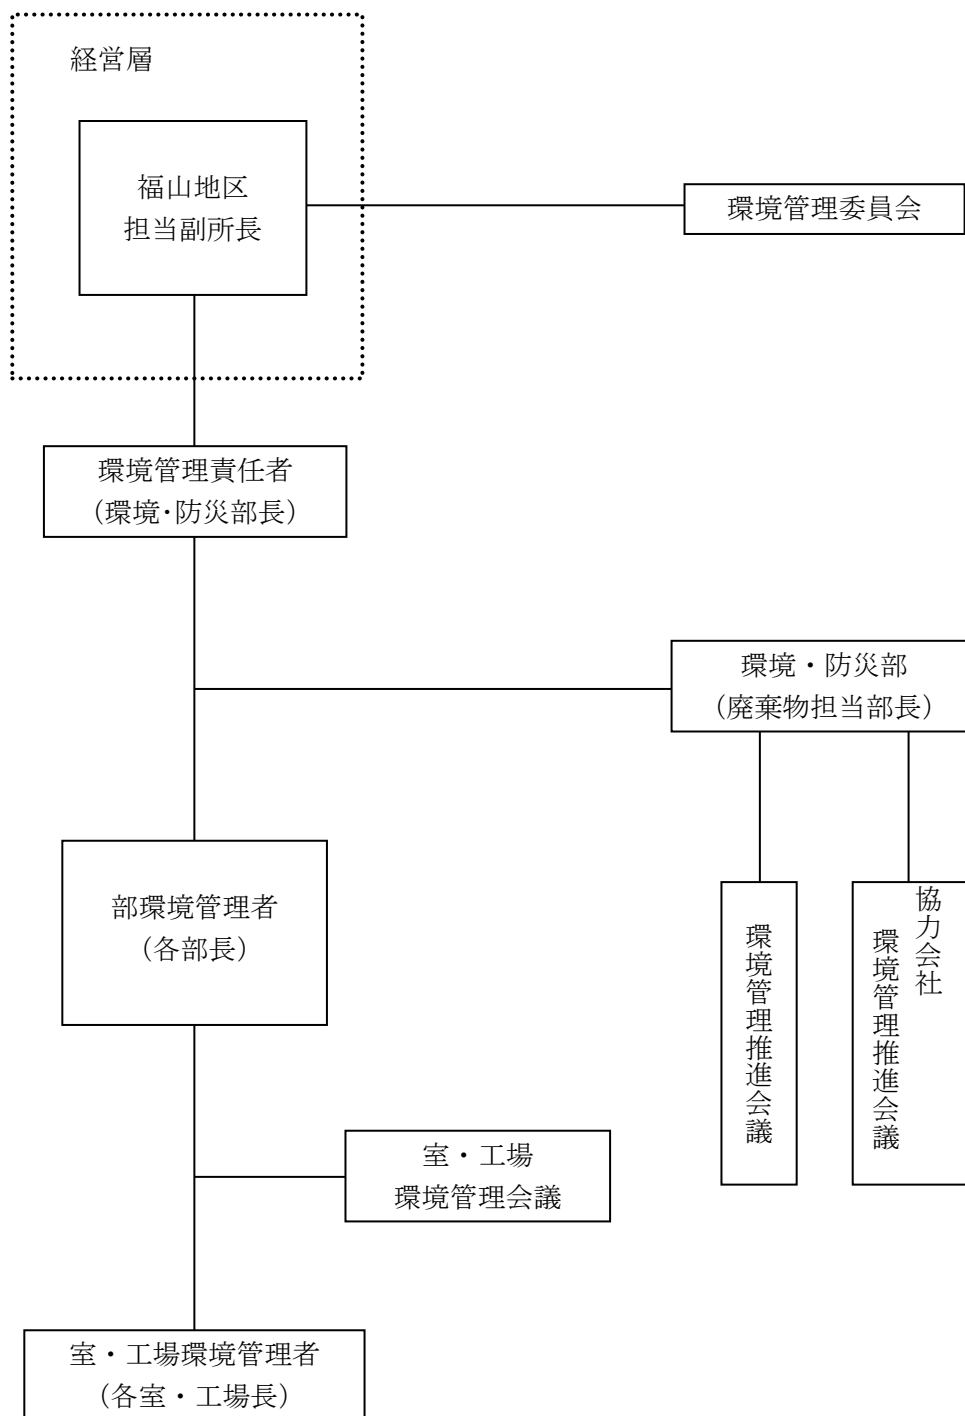 経営層
福山地区
担当副所長
環境管理委員会
環境管理責任者
（環境・防災部長）
環境・防災部
（廃棄物担当部長）
部環境管理者
（各部長）
環境管理推進会議
協力会社
環境管理推進会議
室・工場
環境管理会議
室・工場環境管理者
（各室・工場長）